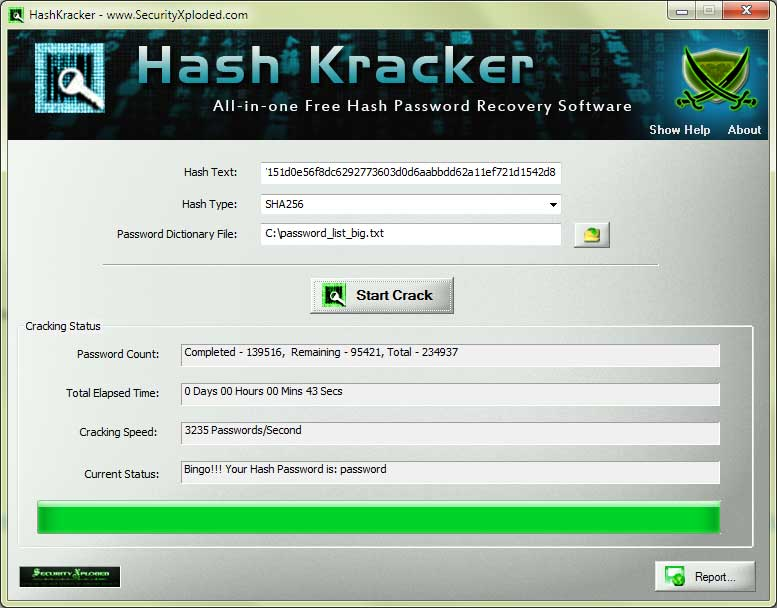 HashKracker - www.SecurityXploded.com
Hash Kracker
All-in-one Free Hash Password Recovery Software
Show Help About
Hash Text: '151d0e56f8dc6292773603d0d6aabbdd62a11ef721d1542d8
Hash Type: SHA256
Password Dictionary File: C:\password_list_big.txt
Start Crack
Cracking Status
Password Count: Completed - 139516, Remaining - 95421, Total - 234937
Total Elapsed Time: 0 Days 00 Hours 00 Mins 43 Secs
Cracking Speed: 3235 Passwords/Second
Current Status: Bingo!!! Your Hash Password is: password
SecurityXploded
Report...